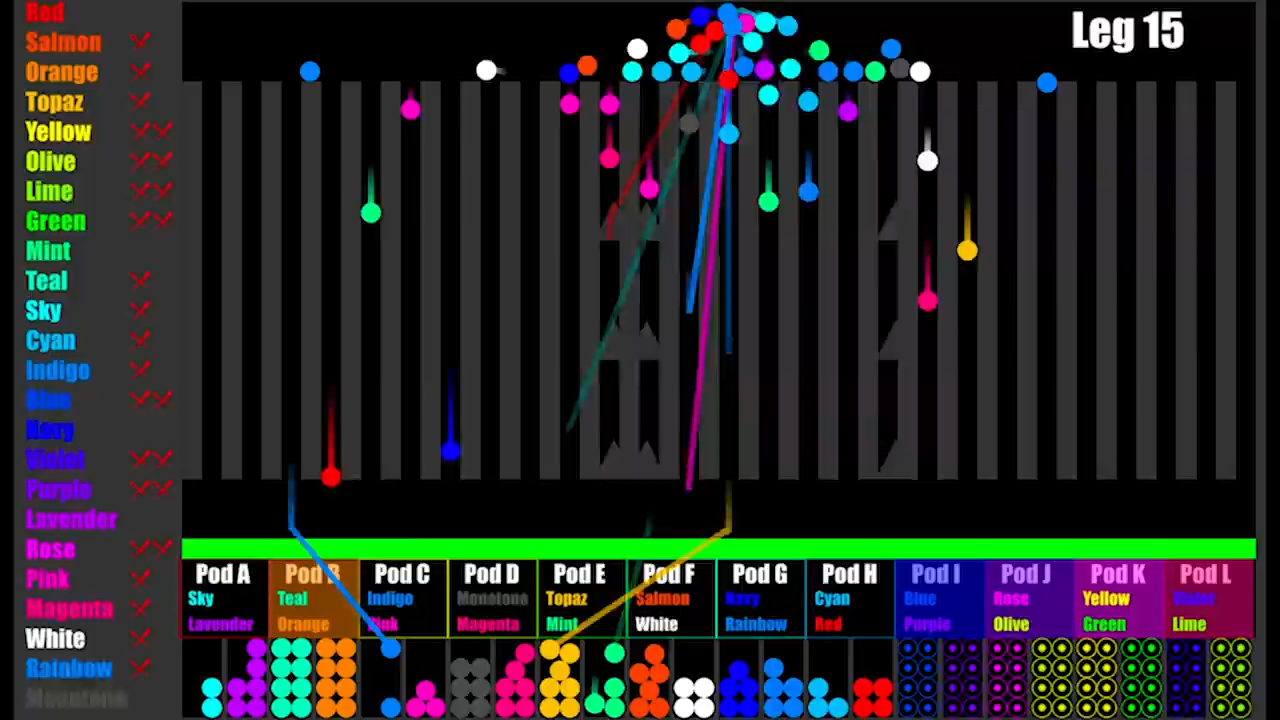 Red
Salmon
Orange
Topaz
Yellow
Olive
Lime
Green
Mint
Teal
Sky
Cyan
Indigo
Blue
Navy
Violet
Purple
Lavender
Rose
Pink
Magenta
White
Rainbow
Monotone
Leg 15
Pod A
Sky
Lavender
Pod B
Teal
Orange
Pod C
Indigo
Pink
Pod D
Monotone
Magenta
Pod E
Topaz
Mint
Pod F
Salmon
White
Pod G
Navy
Rainbow
Pod H
Cyan
Red
Pod I
Blue
Purple
Pod J
Rose
Olive
Pod K
Yellow
Green
Pod L
Violet
Lime